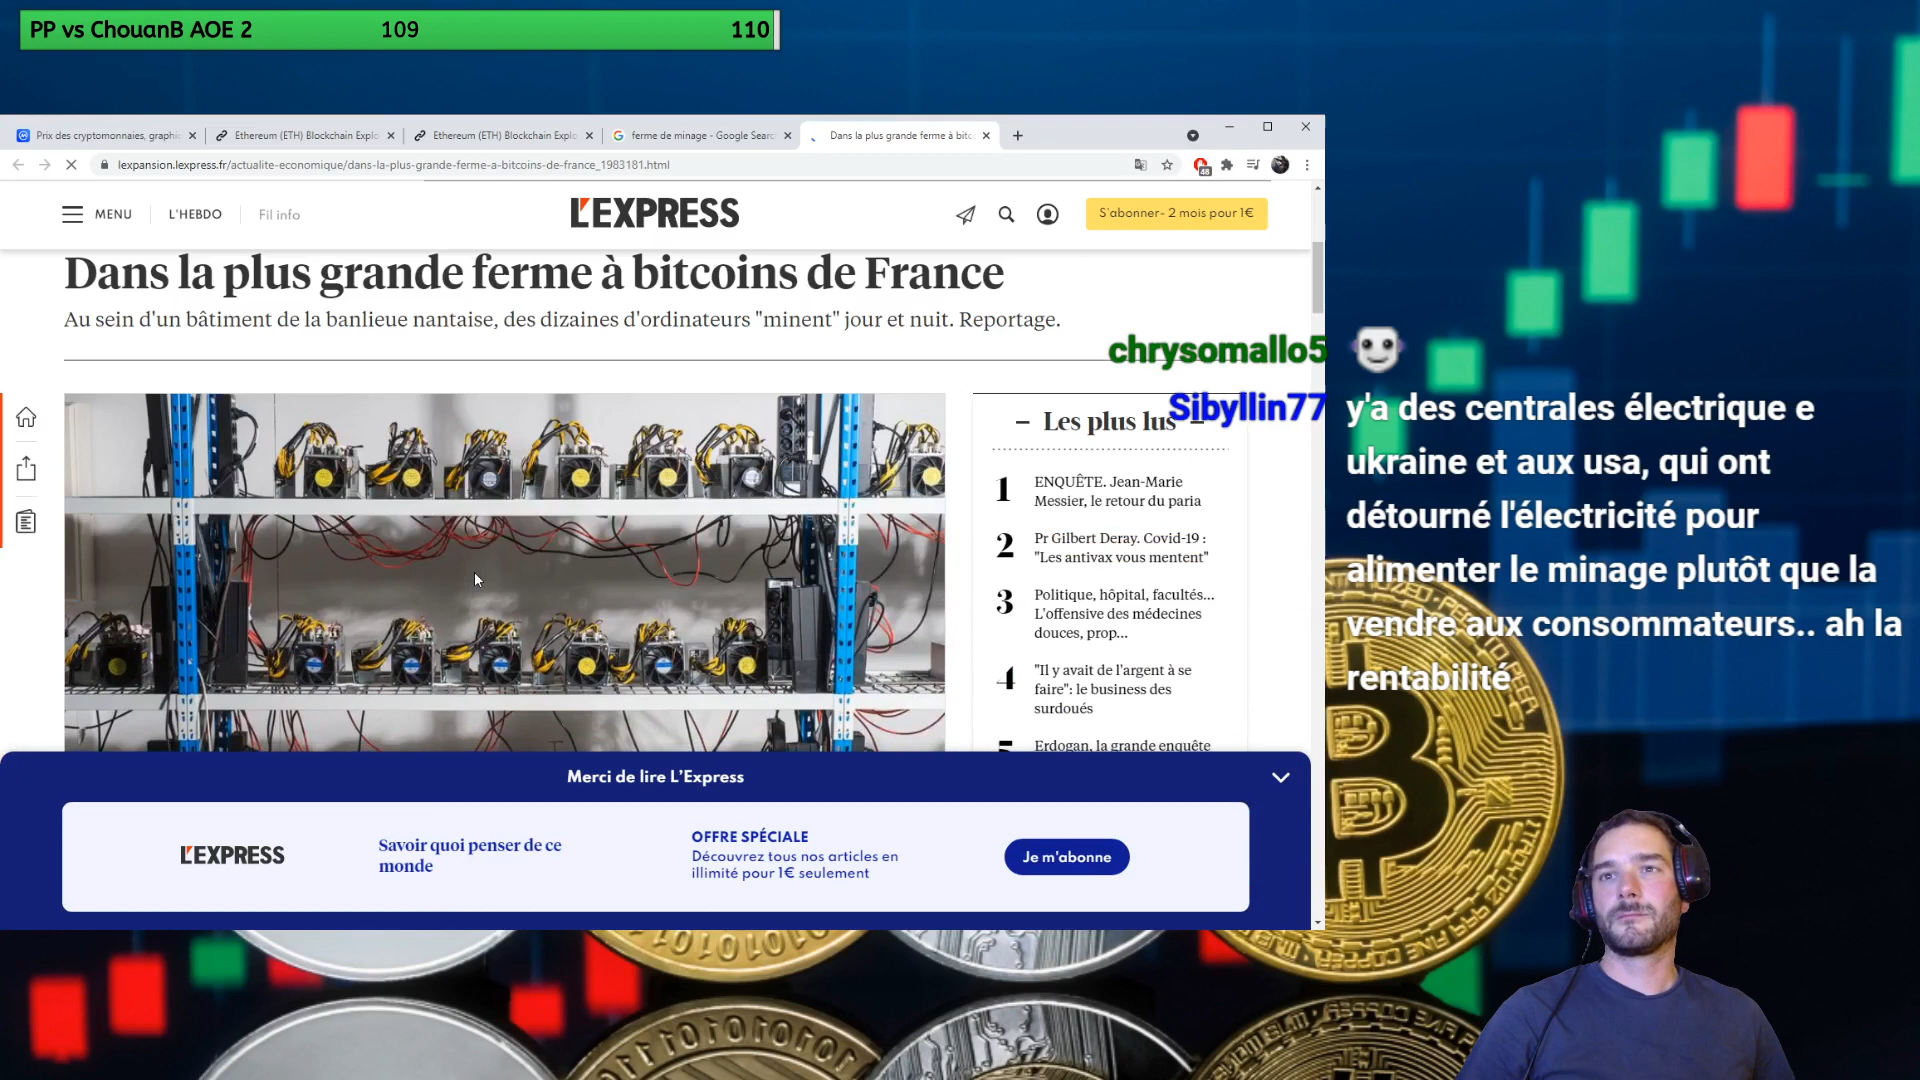 PP vs ChouanB AOE 2 109 110
Prix des cryptomonnaies, graphic
Ethereum (ETH) Blockchain Explo
Ethereum (ETH) Blockchain Explo
ferme de minage - Google Searc
Dans la plus grande ferme à bitco
lexpansion.lexpress.fr/actualite-economique/dans-la-plus-grande-ferme-a-bitcoins-de-france_1983181.html
48
MENU
L'HEBDO
Fil info
L'EXPRESS
S'abonner- 2 mois pour 1€
Dans la plus grande ferme à bitcoins de France
Au sein d'un bâtiment de la banlieue nantaise, des dizaines d'ordinateurs "minent" jour et nuit. Reportage.
chrysomallo5
Sibyllin77
y'a des centrales électrique e
ukraine et aux usa, qui ont
détourné l'électricité pour
alimenter le minage plutôt que la
vendre aux consommateurs.. ah la
rentabilité
Les plus lus
1 ENQUÊTE. Jean-Marie
Messier, le retour du paria
2 Pr Gilbert Deray. Covid-19 :
"Les antivax vous mentent"
3 Politique, hôpital, facultés...
L'offensive des médecines
douces, prop...
4 "Il y avait de l'argent à se
faire": le business des
surdoués
5 Erdogan, la grande enquête
Merci de lire L'Express
L'EXPRESS
Savoir quoi penser de ce
monde
OFFRE SPÉCIALE
Découvrez tous nos articles en
illimité pour 1€ seulement
Je m'abonne